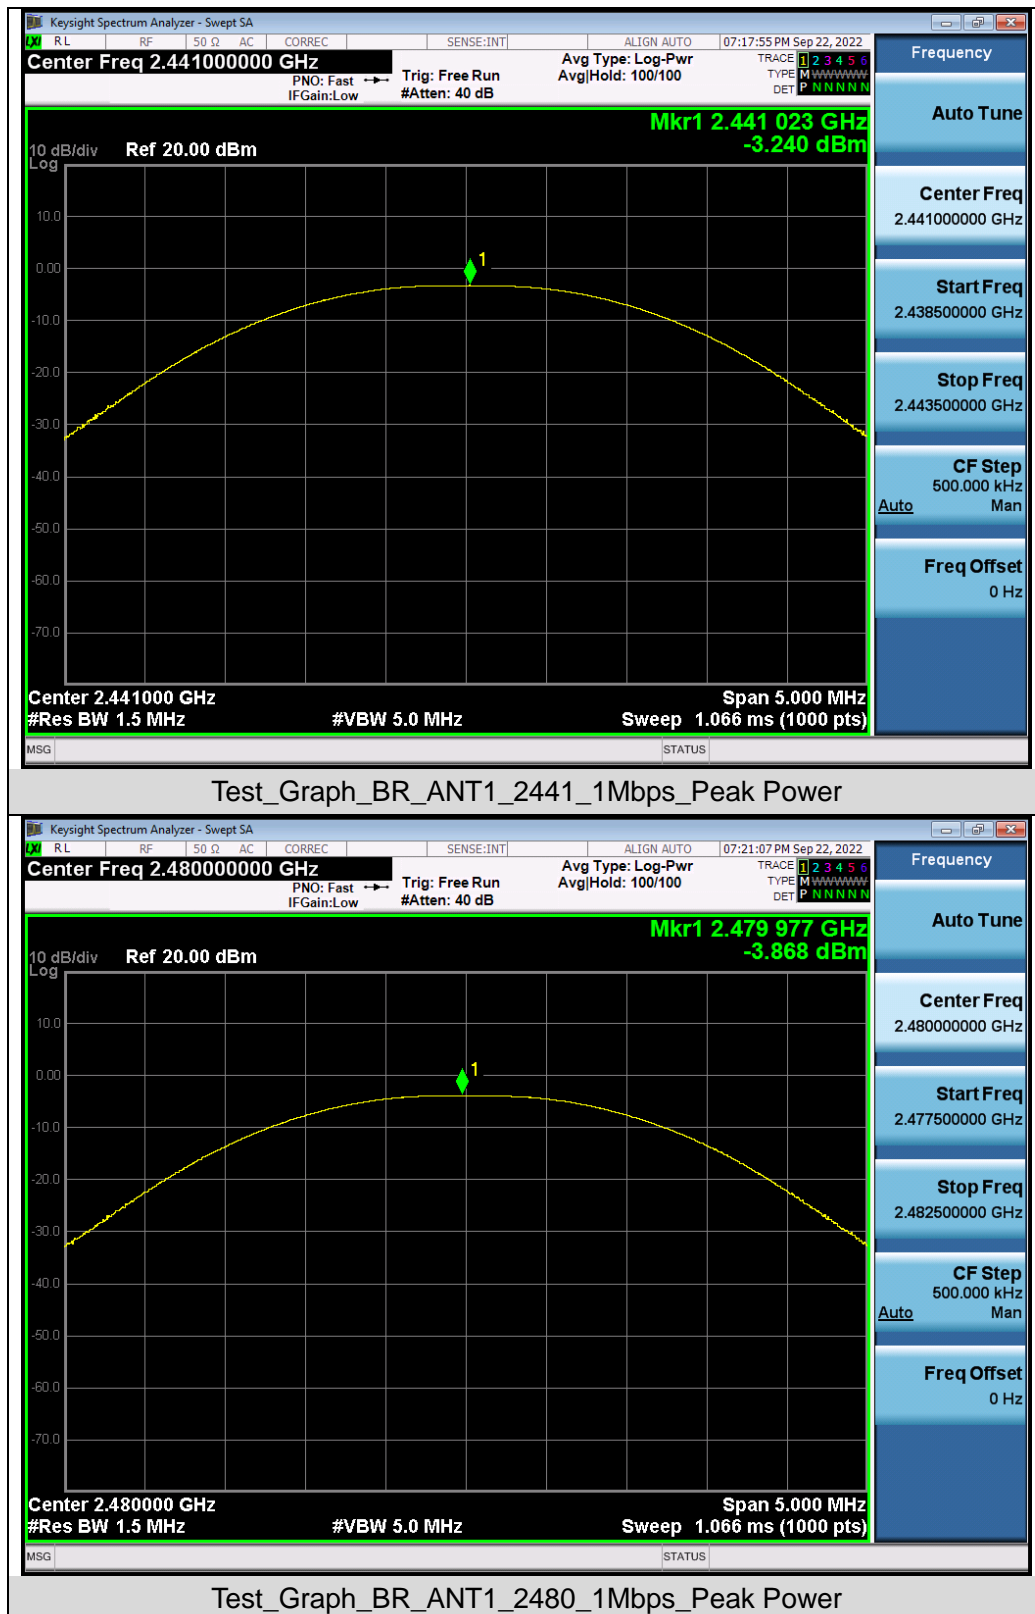 Keysight Spectrum Analyzer - Swept SA
LXI RL RF 50 Ω AC CORREC SENSE:INT ALIGN AUTO 07:17:55 PM Sep 22, 2022
Center Freq 2.441000000 GHz
PNO: Fast
IFGain:Low
Trig: Free Run
#Atten: 40 dB
Avg Type: Log-Pwr
Avg|Hold: 100/100
TRACE 1 2 3 4 5 6
TYPE M WWWWW
DET P N N N N N
Mkr1 2.441 023 GHz
-3.240 dBm
10 dB/div Ref 20.00 dBm
Log
10.0
0.00
1
-10.0
-20.0
-30.0
-40.0
-50.0
-60.0
-70.0
Center 2.441000 GHz Span 5.000 MHz
#Res BW 1.5 MHz #VBW 5.0 MHz Sweep 1.066 ms (1000 pts)
MSG STATUS
Frequency
Auto Tune
Center Freq
2.441000000 GHz
Start Freq
2.438500000 GHz
Stop Freq
2.443500000 GHz
CF Step
500.000 kHz
Auto Man
Freq Offset
0 Hz
Test_Graph_BR_ANT1_2441_1Mbps_Peak Power
Keysight Spectrum Analyzer - Swept SA
LXI RL RF 50 Ω AC CORREC SENSE:INT ALIGN AUTO 07:21:07 PM Sep 22, 2022
Center Freq 2.480000000 GHz
PNO: Fast
IFGain:Low
Trig: Free Run
#Atten: 40 dB
Avg Type: Log-Pwr
Avg|Hold: 100/100
TRACE 1 2 3 4 5 6
TYPE M WWWWW
DET P N N N N N
Mkr1 2.479 977 GHz
-3.868 dBm
10 dB/div Ref 20.00 dBm
Log
10.0
0.00
1
-10.0
-20.0
-30.0
-40.0
-50.0
-60.0
-70.0
Center 2.480000 GHz Span 5.000 MHz
#Res BW 1.5 MHz #VBW 5.0 MHz Sweep 1.066 ms (1000 pts)
MSG STATUS
Frequency
Auto Tune
Center Freq
2.480000000 GHz
Start Freq
2.477500000 GHz
Stop Freq
2.482500000 GHz
CF Step
500.000 kHz
Auto Man
Freq Offset
0 Hz
Test_Graph_BR_ANT1_2480_1Mbps_Peak Power